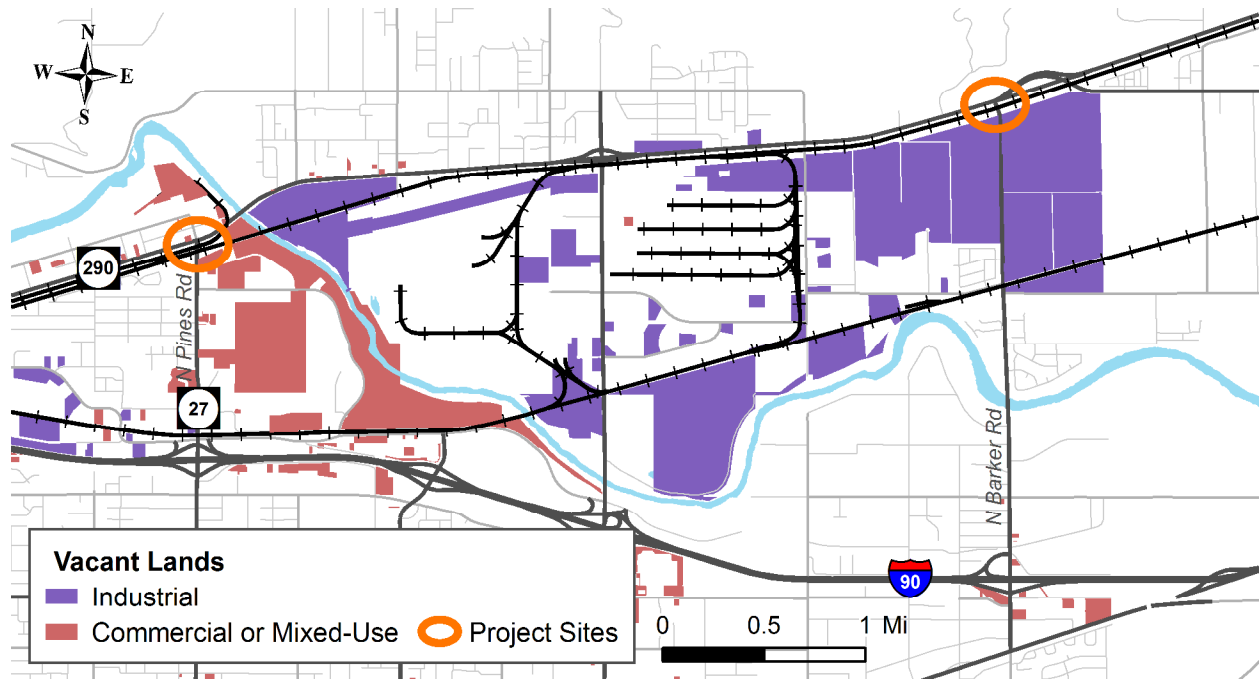 N
W E
S
290
N Pines Rd
27
N Barker Rd
90
Vacant Lands
Industrial
Commercial or Mixed-Use
Project Sites
0 0.5 1 Mi